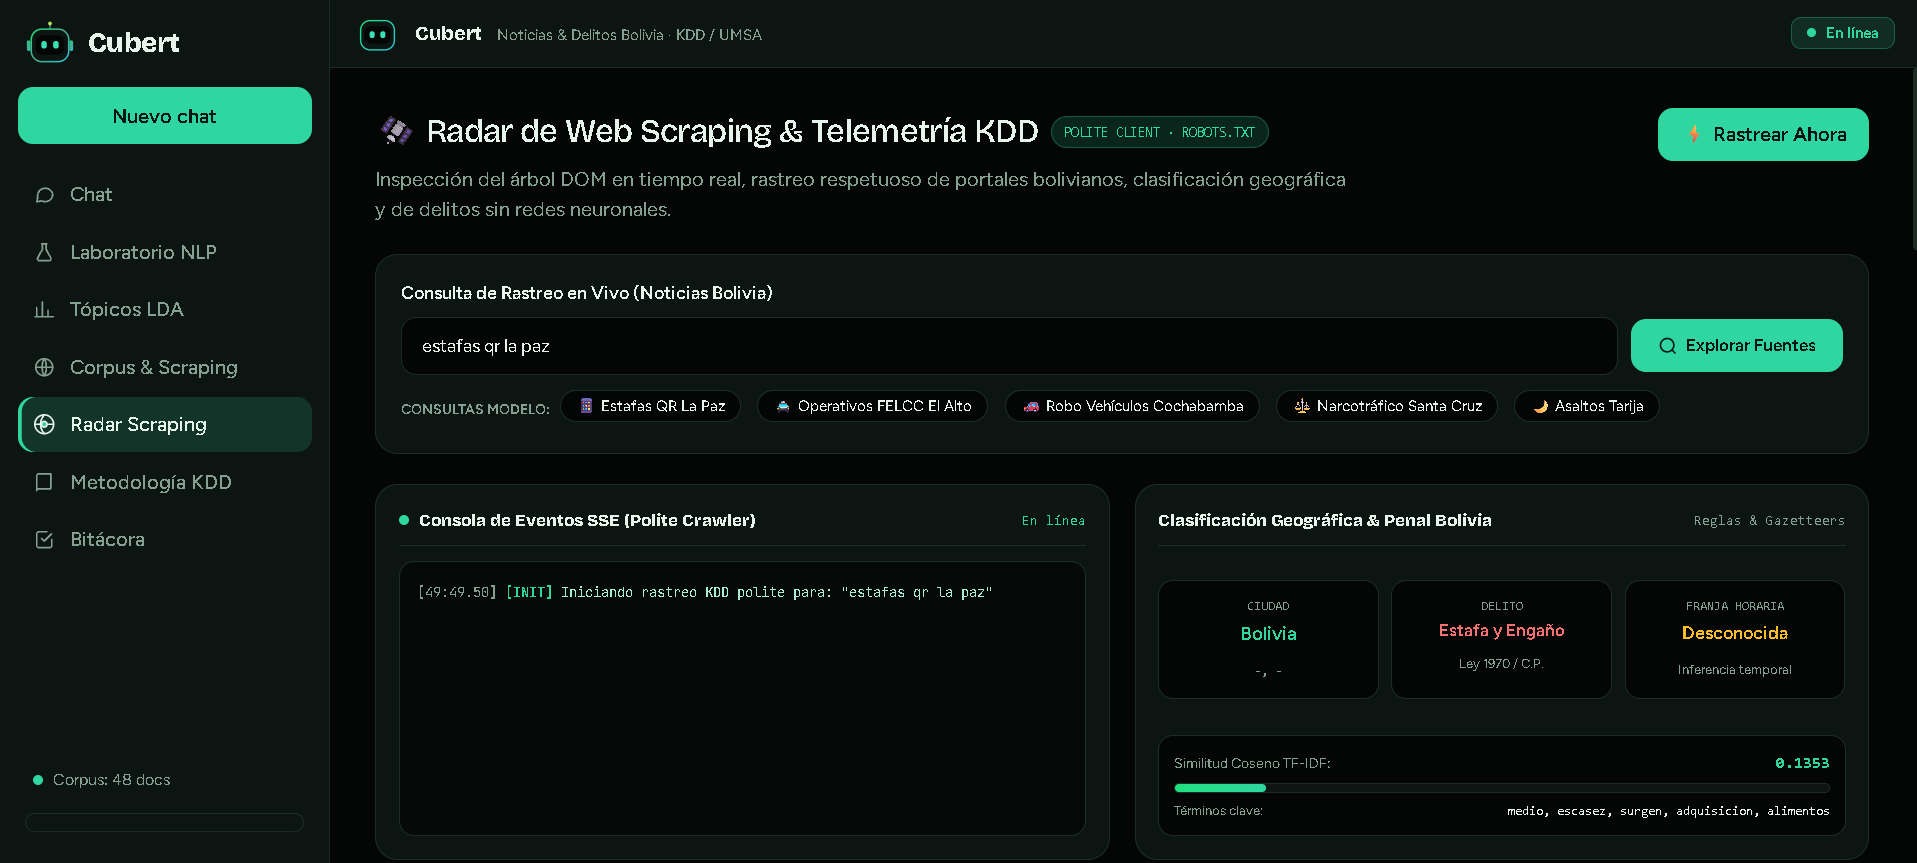 Cubert
Nuevo chat
Chat
Laboratorio NLP
Tópicos LDA
Corpus & Scraping
Radar Scraping
Metodología KDD
Bitácora
Corpus: 48 docs
Cubert Noticias & Delitos Bolivia · KDD / UMSA
En línea
Radar de Web Scraping & Telemetría KDD
POLITE CLIENT · ROBOTS.TXT
Rastrear Ahora
Inspección del árbol DOM en tiempo real, rastreo respetuoso de portales bolivianos, clasificación geográfica
y de delitos sin redes neuronales.
Consulta de Rastreo en Vivo (Noticias Bolivia)
estafas qr la paz
Explorar Fuentes
CONSULTAS MODELO: Estafas QR La Paz Operativos FELCC El Alto Robo Vehículos Cochabamba Narcotráfico Santa Cruz Asaltos Tarija
Consola de Eventos SSE (Polite Crawler) En línea
[49:49.50] [INIT] Iniciando rastreo KDD polite para: "estafas qr la paz"
Clasificación Geográfica & Penal Bolivia Reglas & Gazetteers
CIUDAD
Bolivia
-, -
DELITO
Estafa y Engaño
Ley 1970 / C.P.
FRANJA HORARIA
Desconocida
Inferencia temporal
Similitud Coseno TF-IDF: 0.1353
Términos clave: medio, escasez, surgen, adquisicion, alimentos